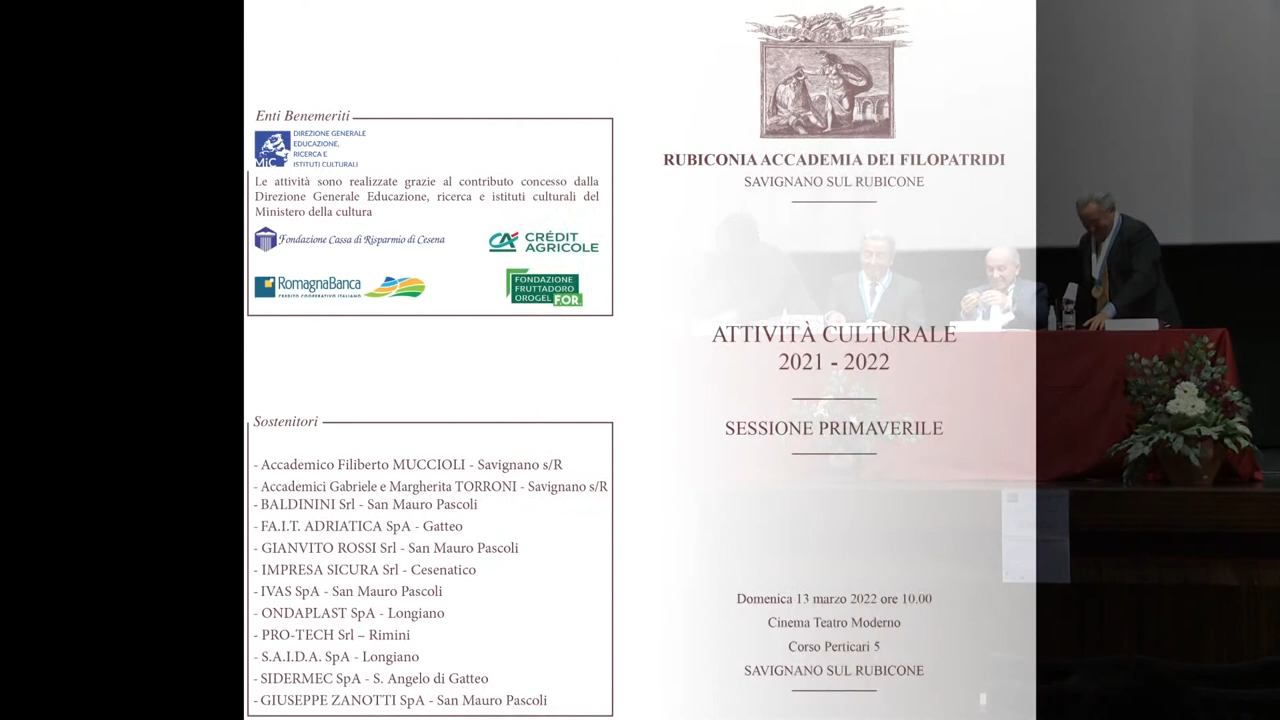 Enti Benemeriti
MiC
DIREZIONE GENERALE
EDUCAZIONE,
RICERCA E
ISTITUTI CULTURALI
Le attività sono realizzate grazie al contributo concesso dalla
Direzione Generale Educazione, ricerca e istituti culturali del
Ministero della cultura
Fondazione Cassa di Risparmio di Cesena
CRÉDIT
AGRICOLE
RomagnaBanca
CREDITO COOPERATIVO ITALIANO
FONDAZIONE
FRUTTADORO
OROGEL
FOR.
Sostenitori
- Accademico Filiberto MUCCIOLI - Savignano s/R
- Accademici Gabriele e Margherita TORRONI - Savignano s/R
- BALDININI Srl - San Mauro Pascoli
- FA.I.T. ADRIATICA SpA - Gatteo
- GIANVITO ROSSI Srl - San Mauro Pascoli
- IMPRESA SICURA Srl - Cesenatico
- IVAS SpA - San Mauro Pascoli
- ONDAPLAST SpA - Longiano
- PRO-TECH Srl – Rimini
- S.A.I.D.A. SpA - Longiano
- SIDERMEC SpA - S. Angelo di Gatteo
- GIUSEPPE ZANOTTI SpA - San Mauro Pascoli
RUBICONIA ACCADEMIA DEI FILOPATRIDI
SAVIGNANO SUL RUBICONE
ATTIVITÀ CULTURALE
2021 - 2022
SESSIONE PRIMAVERILE
Domenica 13 marzo 2022 ore 10.00
Cinema Teatro Moderno
Corso Perticari 5
SAVIGNANO SUL RUBICONE